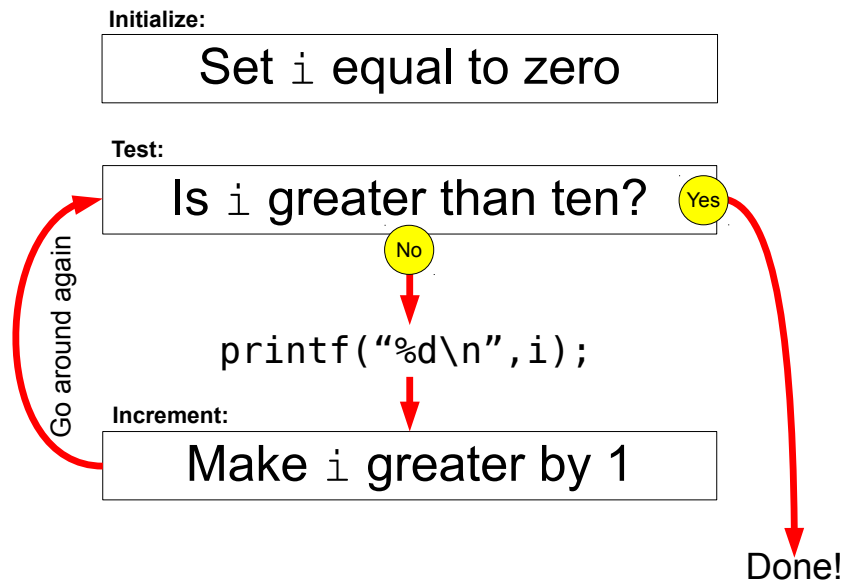 Initialize:
Set i equal to zero
Test:
Is i greater than ten?
Yes
No
Go around again
printf(“%d\n”,i);
Increment:
Make i greater by 1
Done!